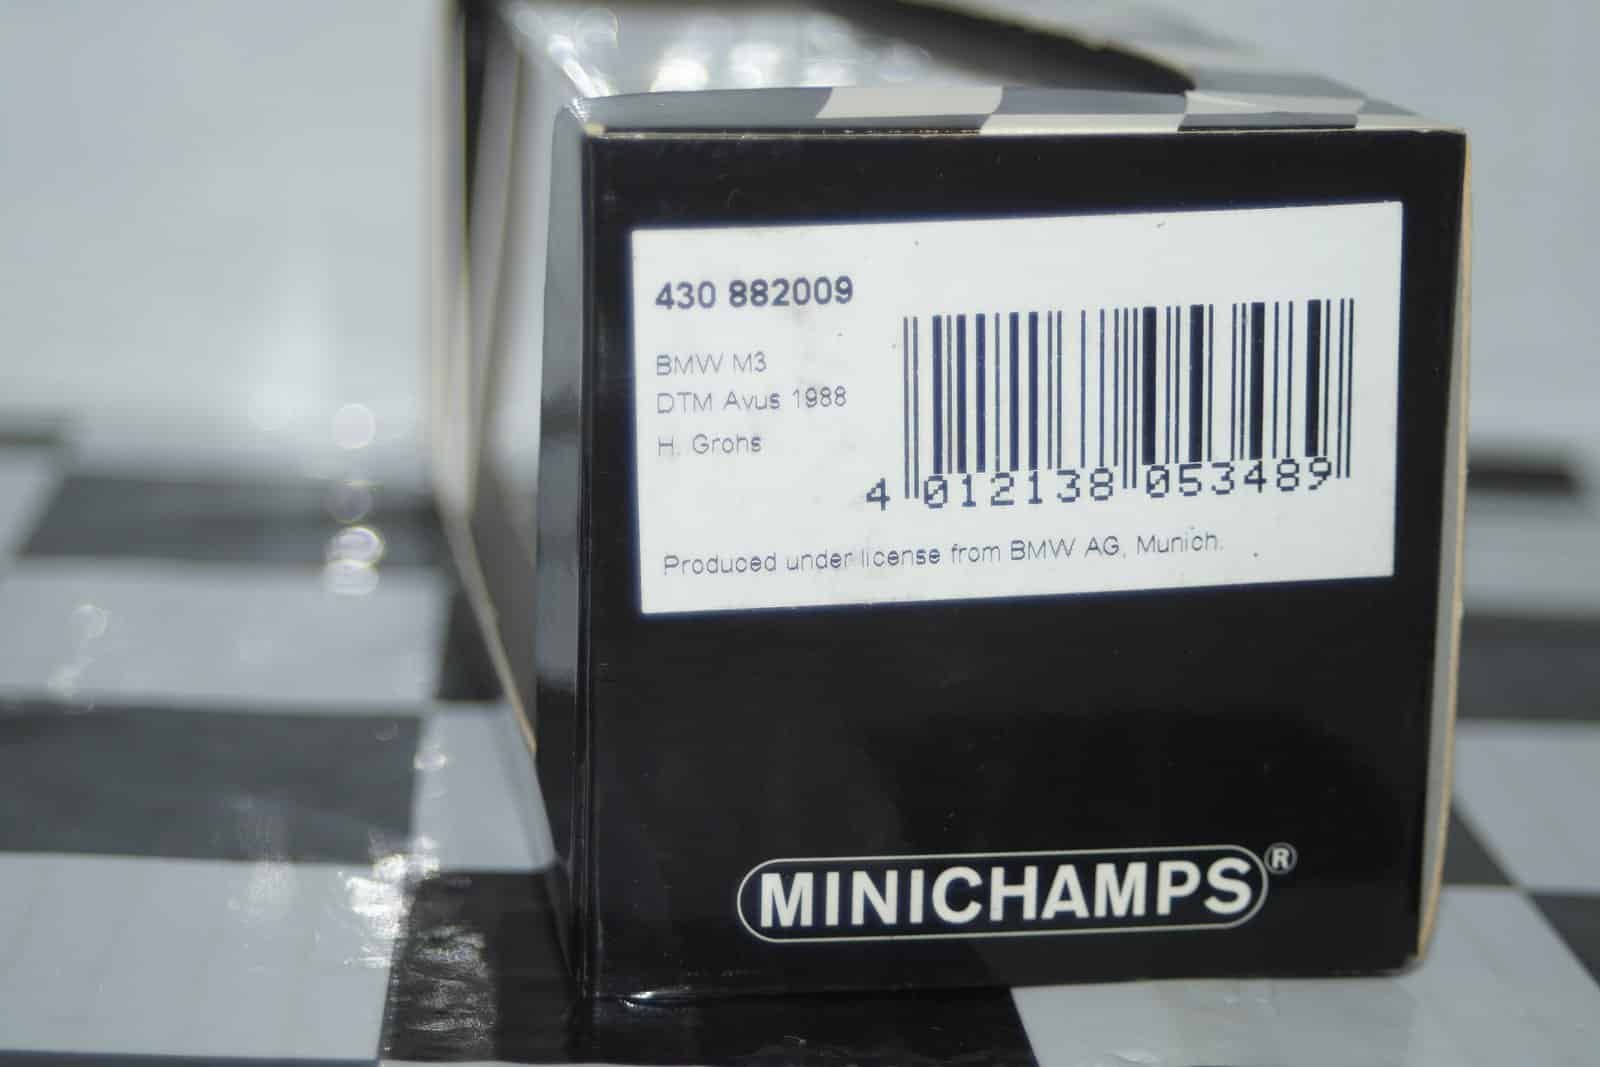 430 882009
BMW M3
DTM Avus 1988
H. Grohs
4 012138 053489
Produced under license from BMW AG, Munich.
MINICHAMPS®